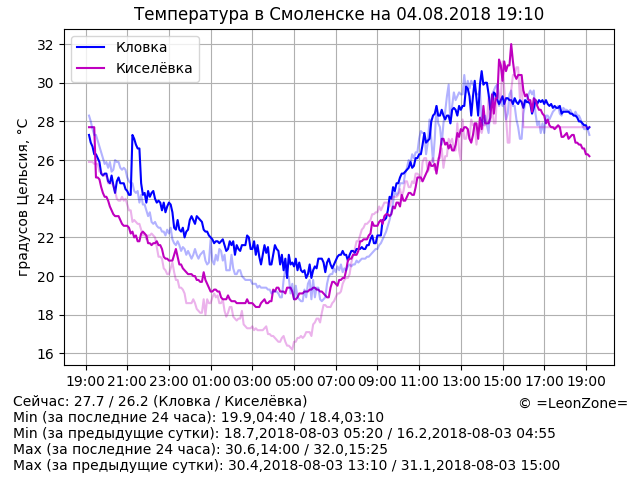 Температура в Смоленске на 04.08.2018 19:10
Кловка
Киселёвка
градусов Цельсия, °C
32
30
28
26
24
22
20
18
16
19:00 21:00 23:00 01:00 03:00 05:00 07:00 09:00 11:00 13:00 15:00 17:00 19:00
Сейчас: 27.7 / 26.2 (Кловка / Киселёвка)
© =LeonZone=
Min (за последние 24 часа): 19.9,04:40 / 18.4,03:10
Min (за предыдущие сутки): 18.7,2018-08-03 05:20 / 16.2,2018-08-03 04:55
Max (за последние 24 часа): 30.6,14:00 / 32.0,15:25
Max (за предыдущие сутки): 30.4,2018-08-03 13:10 / 31.1,2018-08-03 15:00